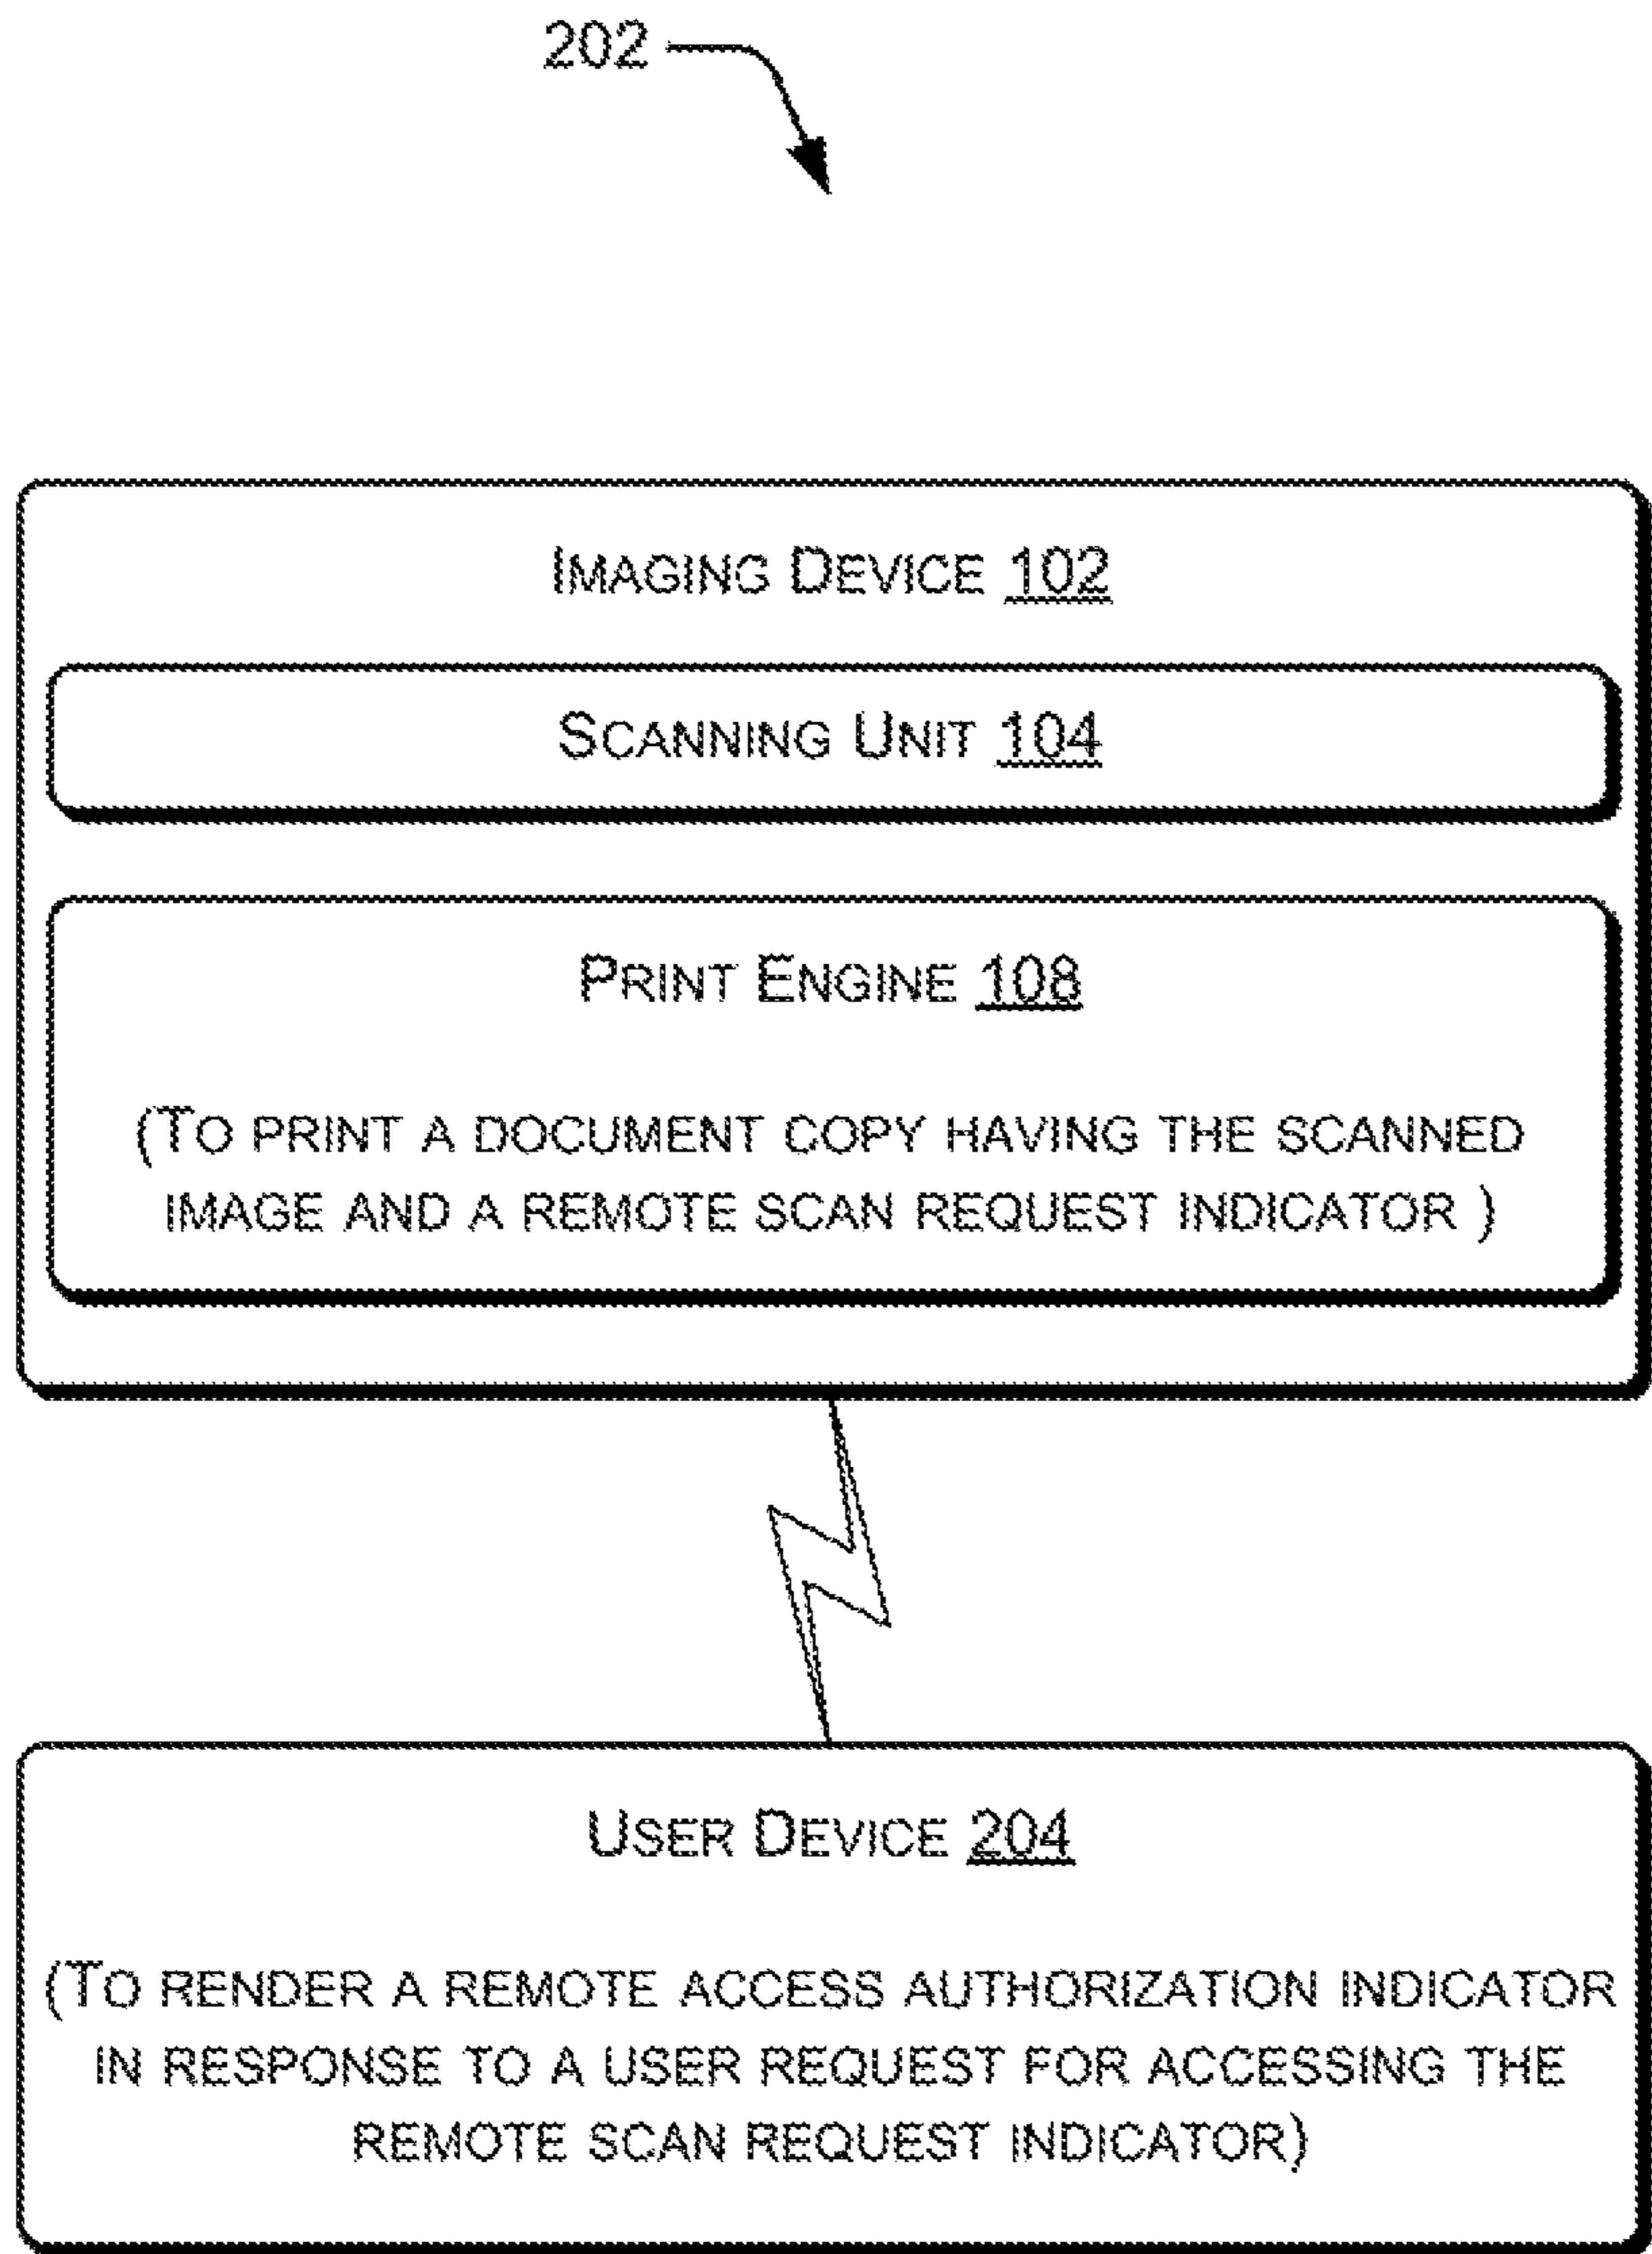 202
IMAGING DEVICE 102
SCANNING UNIT 104
PRINT ENGINE 108
(TO PRINT A DOCUMENT COPY HAVING THE SCANNED
IMAGE AND A REMOTE SCAN REQUEST INDICATOR )
USER DEVICE 204
(TO RENDER A REMOTE ACCESS AUTHORIZATION INDICATOR
IN RESPONSE TO A USER REQUEST FOR ACCESSING THE
REMOTE SCAN REQUEST INDICATOR)